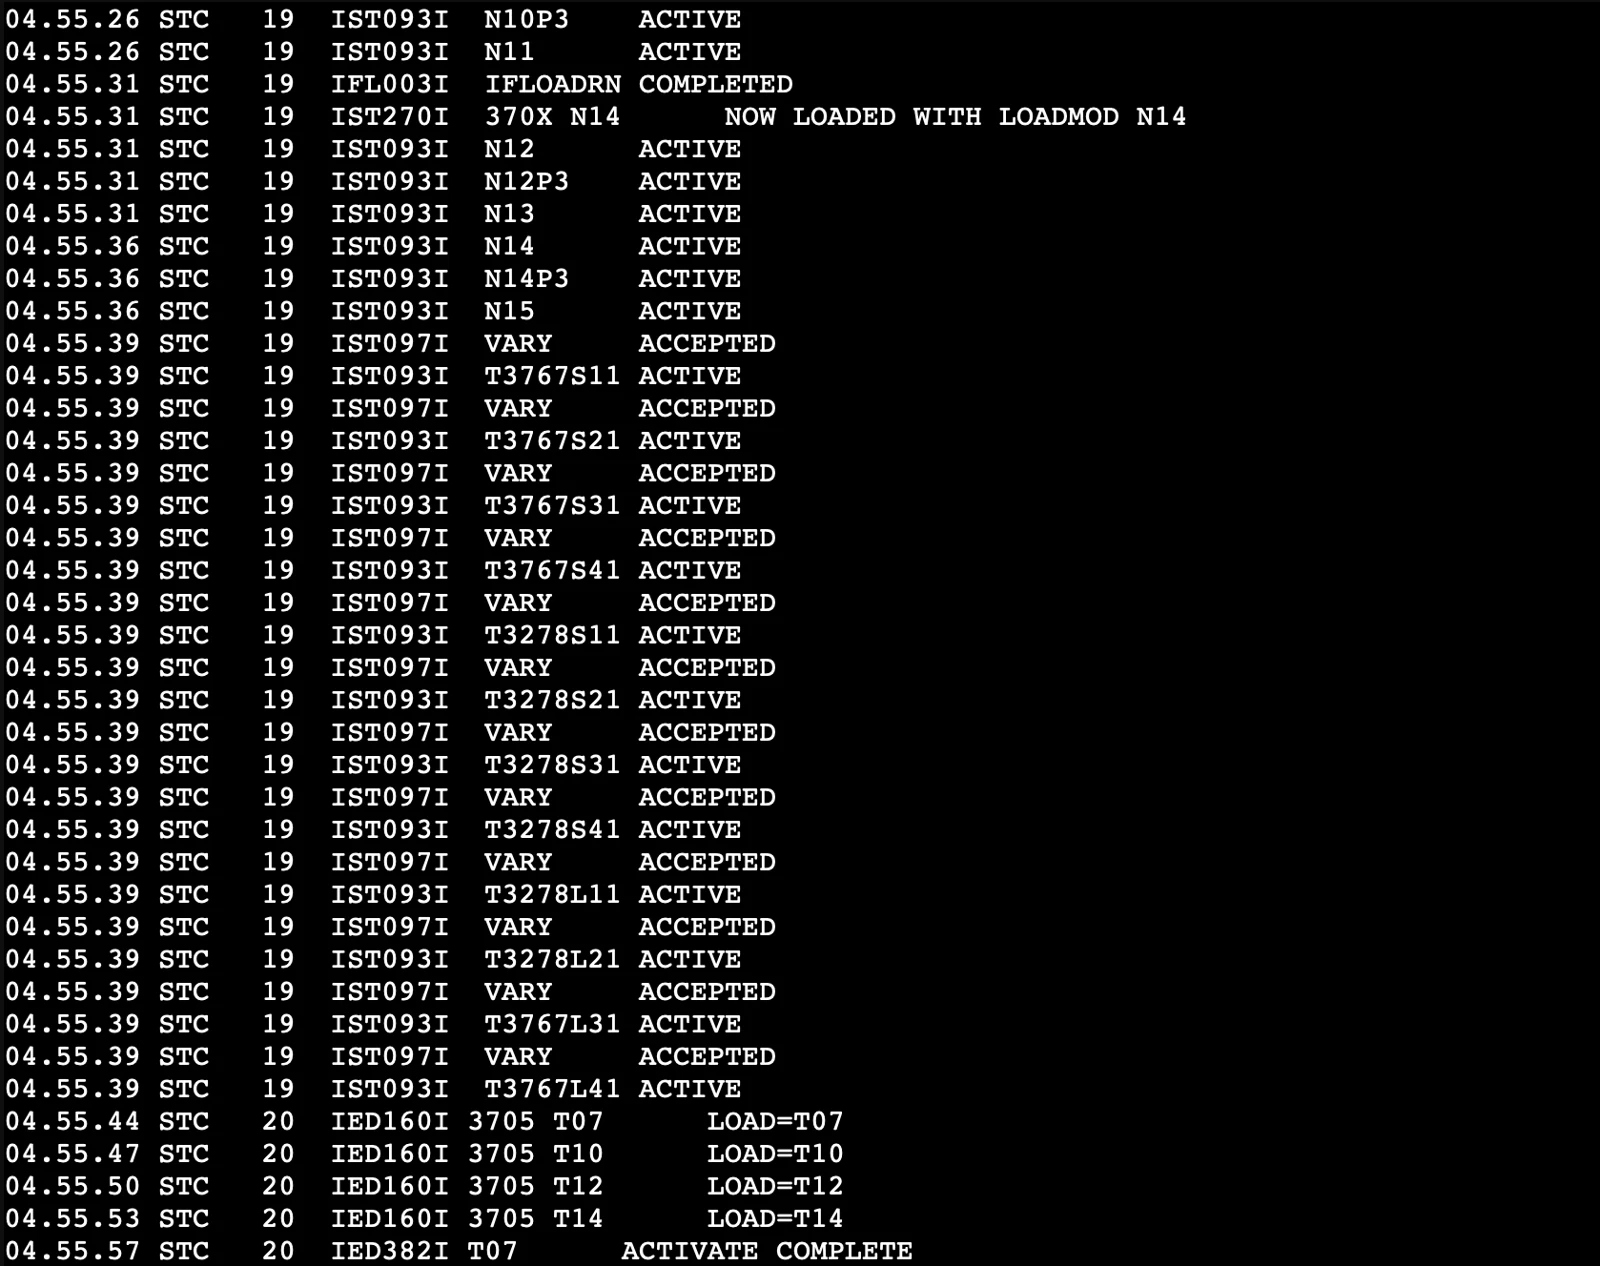 04.55.26 STC   19  IST093I  N10P3    ACTIVE
04.55.26 STC   19  IST093I  N11      ACTIVE
04.55.31 STC   19  IFL003I  IFLOADRN COMPLETED
04.55.31 STC   19  IST270I  370X N14      NOW LOADED WITH LOADMOD N14
04.55.31 STC   19  IST093I  N12      ACTIVE
04.55.31 STC   19  IST093I  N12P3    ACTIVE
04.55.31 STC   19  IST093I  N13      ACTIVE
04.55.36 STC   19  IST093I  N14      ACTIVE
04.55.36 STC   19  IST093I  N14P3    ACTIVE
04.55.36 STC   19  IST093I  N15      ACTIVE
04.55.39 STC   19  IST097I  VARY     ACCEPTED
04.55.39 STC   19  IST093I  T3767S11 ACTIVE
04.55.39 STC   19  IST097I  VARY     ACCEPTED
04.55.39 STC   19  IST093I  T3767S21 ACTIVE
04.55.39 STC   19  IST097I  VARY     ACCEPTED
04.55.39 STC   19  IST093I  T3767S31 ACTIVE
04.55.39 STC   19  IST097I  VARY     ACCEPTED
04.55.39 STC   19  IST093I  T3767S41 ACTIVE
04.55.39 STC   19  IST097I  VARY     ACCEPTED
04.55.39 STC   19  IST093I  T3278S11 ACTIVE
04.55.39 STC   19  IST097I  VARY     ACCEPTED
04.55.39 STC   19  IST093I  T3278S21 ACTIVE
04.55.39 STC   19  IST097I  VARY     ACCEPTED
04.55.39 STC   19  IST093I  T3278S31 ACTIVE
04.55.39 STC   19  IST097I  VARY     ACCEPTED
04.55.39 STC   19  IST093I  T3278S41 ACTIVE
04.55.39 STC   19  IST097I  VARY     ACCEPTED
04.55.39 STC   19  IST093I  T3278L11 ACTIVE
04.55.39 STC   19  IST097I  VARY     ACCEPTED
04.55.39 STC   19  IST093I  T3278L21 ACTIVE
04.55.39 STC   19  IST097I  VARY     ACCEPTED
04.55.39 STC   19  IST093I  T3767L31 ACTIVE
04.55.39 STC   19  IST097I  VARY     ACCEPTED
04.55.39 STC   19  IST093I  T3767L41 ACTIVE
04.55.44 STC   20  IED160I 3705 T07      LOAD=T07
04.55.47 STC   20  IED160I 3705 T10      LOAD=T10
04.55.50 STC   20  IED160I 3705 T12      LOAD=T12
04.55.53 STC   20  IED160I 3705 T14      LOAD=T14
04.55.57 STC   20  IED382I T07      ACTIVATE COMPLETE